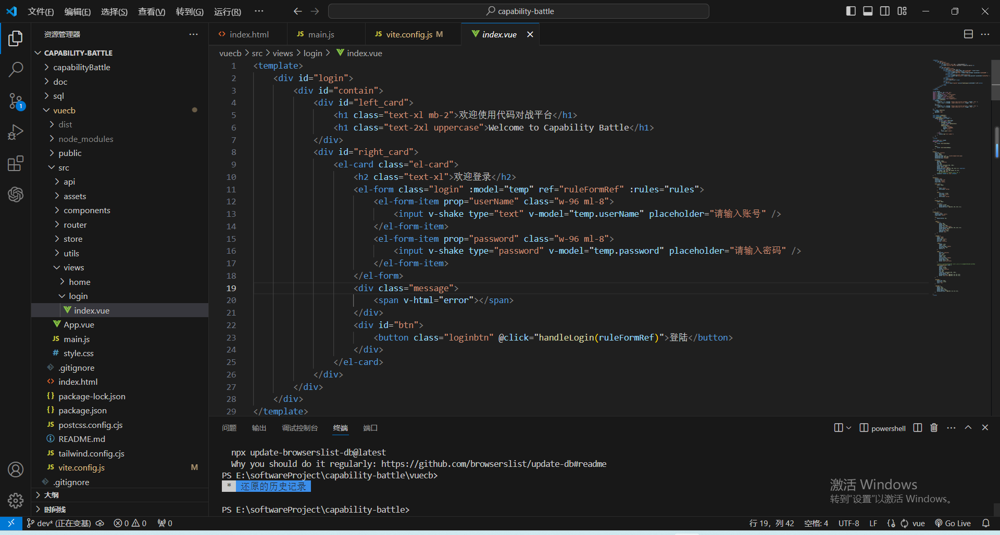 文件(F) 编辑(E) 选择(S) 查看(V) 转到(G) 运行(R) ··· capability-battle
资源管理器 ···
index.html
JS main.js
JS vite.config.js M
index.vue
vuecb > src > views > login > index.vue
CAPABILITY-BATTLE
capabilityBattle
doc
sql
vuecb
dist
node_modules
public
src
api
assets
components
router
store
utils
views
home
login
index.vue
App.vue
JS main.js
# style.css
.gitignore
index.html
{} package-lock.json
{} package.json
JS postcss.config.cjs
README.md
JS tailwind.config.cjs
JS vite.config.js M
.gitignore
大纲
时间线
1
1 <template>
2 <div id="login">
3 <div id="contain">
4 <div id="left_card">
5 <h1 class="text-xl mb-2">欢迎使用代码对战平台</h1>
6 <h1 class="text-2xl uppercase">Welcome to Capability Battle</h1>
7 </div>
8 <div id="right_card">
9 <el-card class="el-card">
10 <h2 class="text-xl">欢迎登录</h2>
11 <el-form class="login" :model="temp" ref="ruleFormRef" :rules="rules">
12 <el-form-item prop="userName" class="w-96 ml-8">
13 <input v-shake type="text" v-model="temp.userName" placeholder="请输入账号" />
14 </el-form-item>
15 <el-form-item prop="password" class="w-96 ml-8">
16 <input v-shake type="password" v-model="temp.password" placeholder="请输入密码" />
17 </el-form-item>
18 </el-form>
19 <div class="message">
20 <span v-html="error"></span>
21 </div>
22 <div id="btn">
23 <button class="loginbtn" @click="handleLogin(ruleFormRef)">登陆</button>
24 </div>
25 </el-card>
26 </div>
27 </div>
28 </div>
29 </template>
问题 输出 调试控制台 终端 端口
powershell
npx update-browserslist-db@latest
Why you should do it regularly: https://github.com/browserslist/update-db#readme
PS E:\softwareProject\capability-battle\vuecb>
* 还原的历史记录
PS E:\softwareProject\capability-battle>
激活 Windows
转到“设置”以激活 Windows。
dev* (正在变基) 0 0 0 行 19，列 42 空格: 4 UTF-8 LF vue Go Live